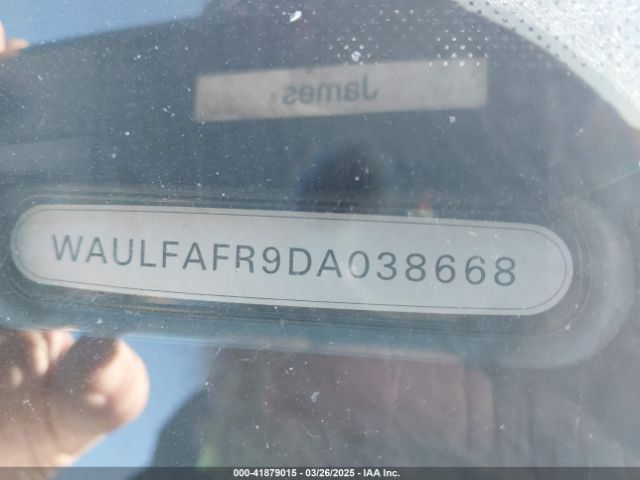 James
WAULFAFR9DA038668
000-41879015 - 03/26/2025 - IAA Inc.